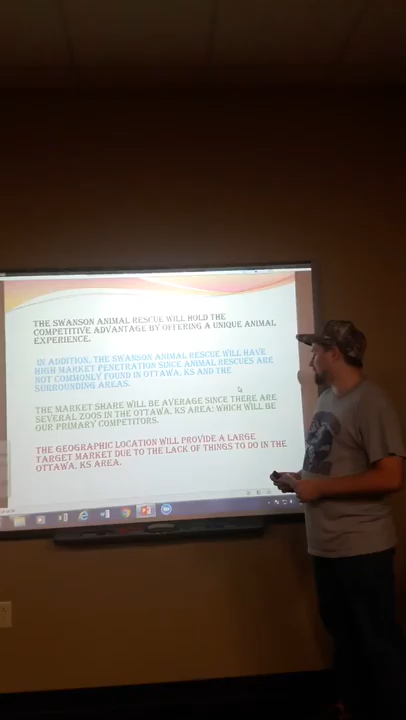 THE SWANSON ANIMAL RESCUE WILL HOLD THE
COMPETITIVE ADVANTAGE BY OFFERING A UNIQUE ANIMAL
EXPERIENCE.
IN ADDITION, THE SWANSON ANIMAL RESCUE WILL HAVE
HIGH MARKET PENETRATION SINCE ANIMAL RESCUES ARE
NOT COMMONLY FOUND IN OTTAWA, KS AND THE
SURROUNDING AREAS.
THE MARKET SHARE WILL BE AVERAGE SINCE THERE ARE
SEVERAL ZOOS IN THE OTTAWA, KS AREA; WHICH WILL BE
OUR PRIMARY COMPETITORS.
THE GEOGRAPHIC LOCATION WILL PROVIDE A LARGE
TARGET MARKET DUE TO THE LACK OF THINGS TO DO IN THE
OTTAWA, KS AREA.